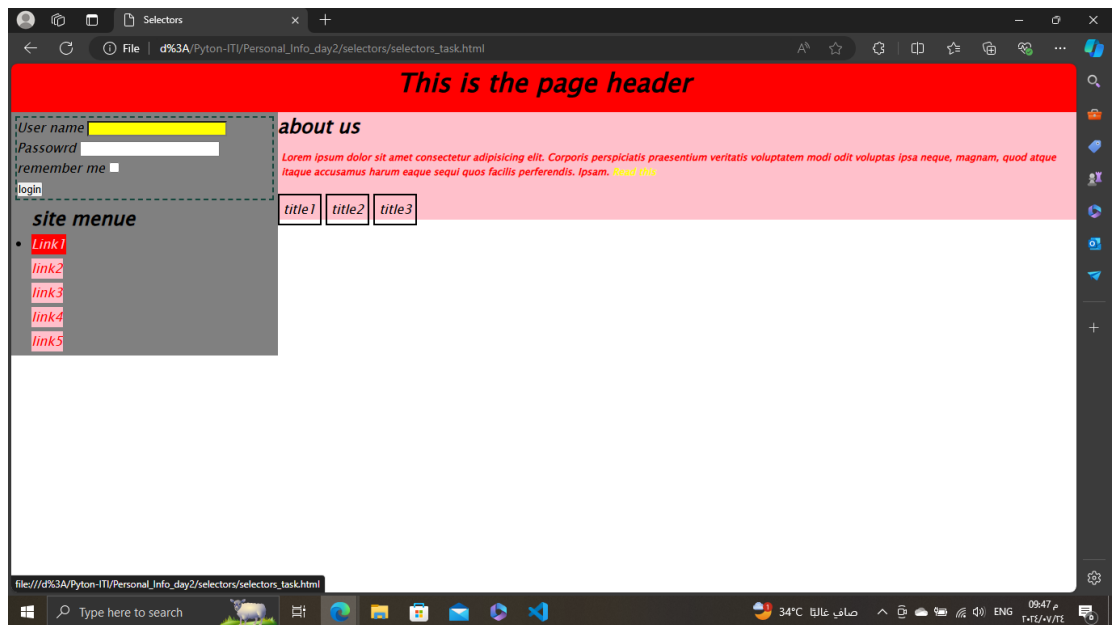 Selectors
File d%3A/Pyton-ITI/Personal_Info_day2/selectors/selectors_task.html
This is the page header
User name
Passowrd
remember me
login
site menue
Link1
link2
link3
link4
link5
about us
Lorem ipsum dolor sit amet consectetur adipisicing elit. Corporis perspiciatis praesentium veritatis voluptatem modi odit voluptas ipsa neque, magnam, quod atque
itaque accusamus harum eaque sequi quos facilis perferendis. Ipsam. Read this
title1 title2 title3
file:///d%3A/Pyton-ITI/Personal_Info_day2/selectors/selectors_task.html
Type here to search
34°C صافٍ غالبًا
ENG
09:47 م
٢٠٢٤/٠٧/٢٤